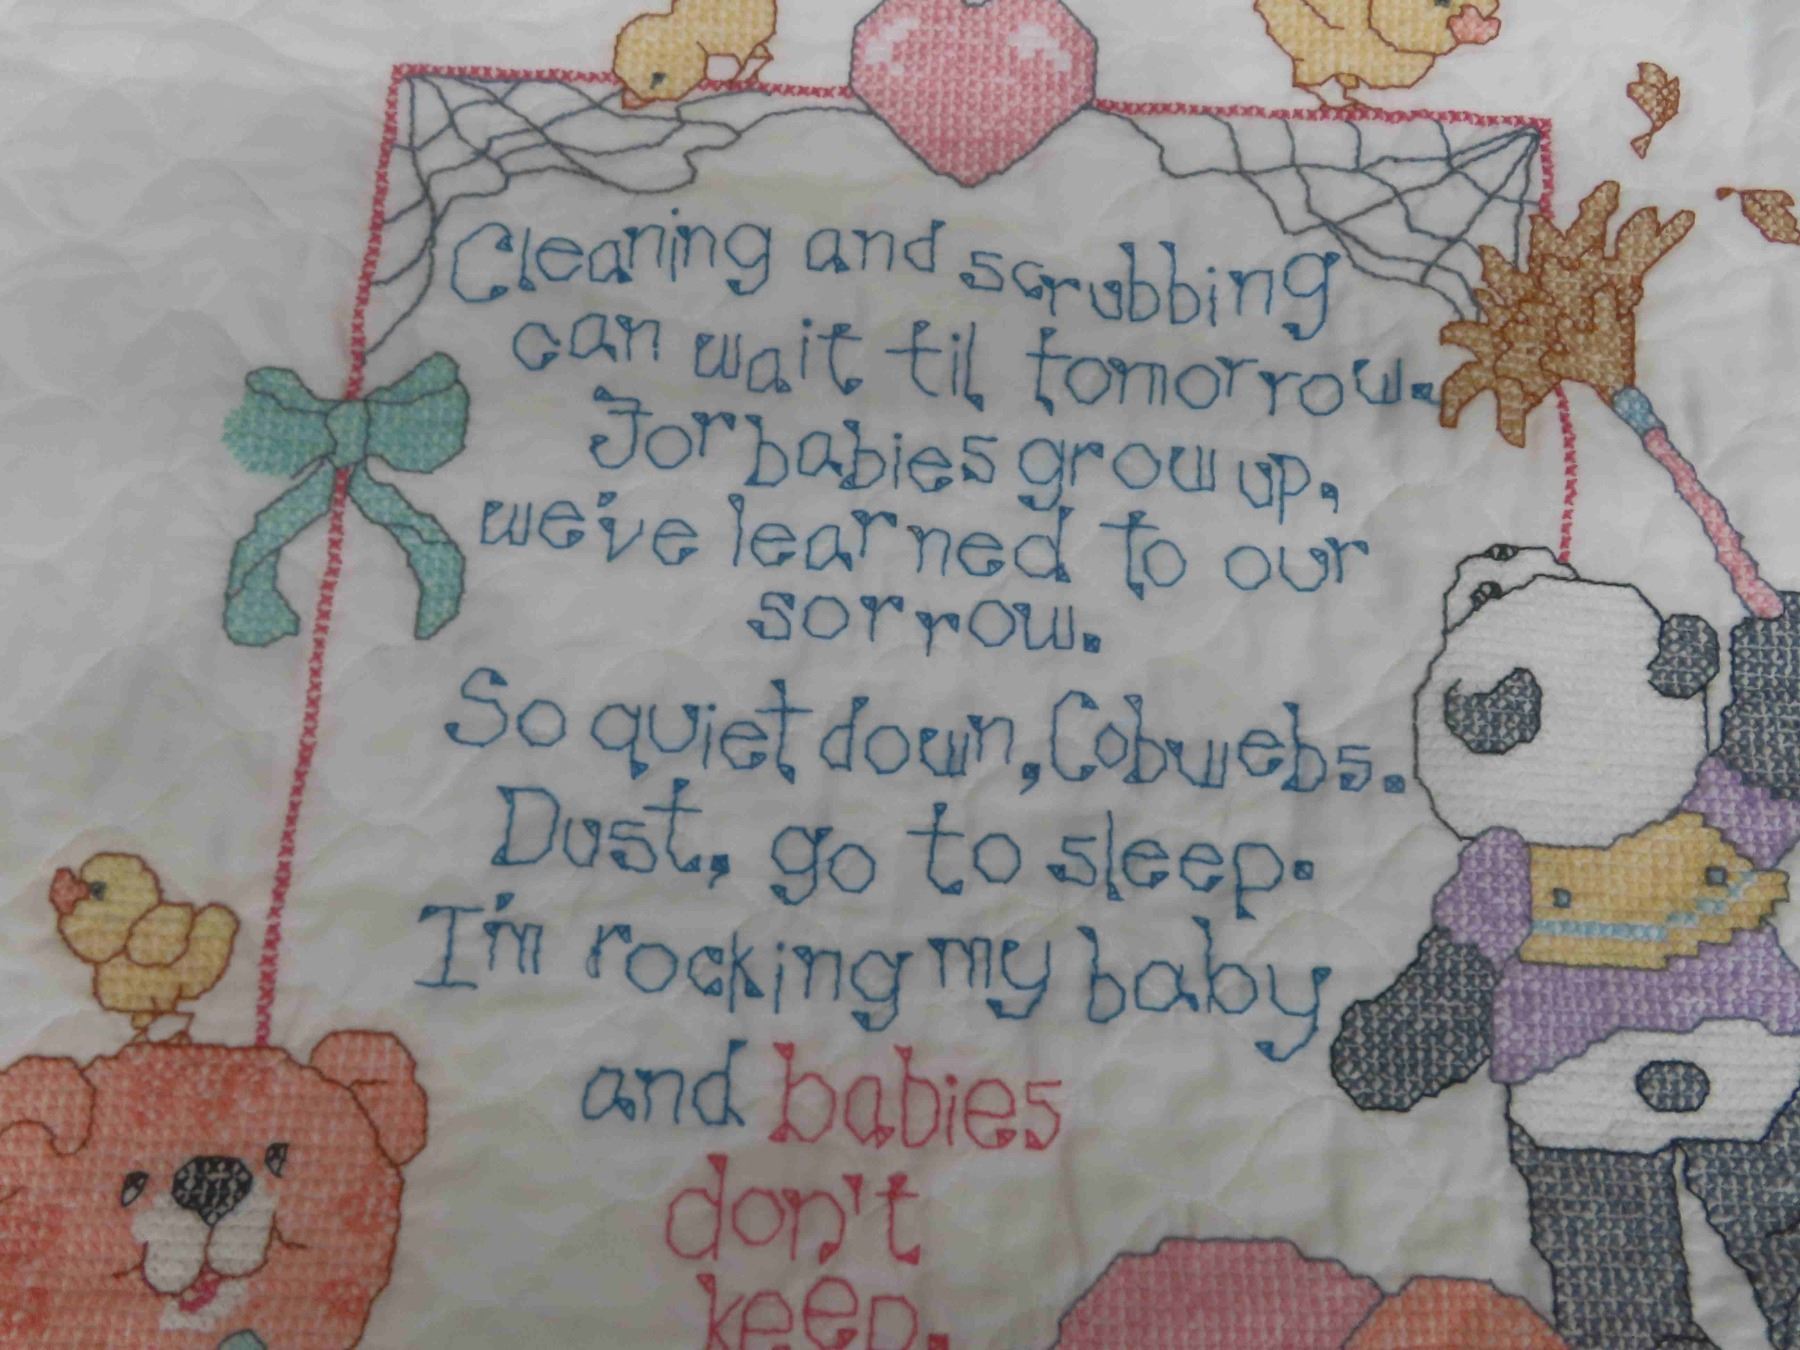 Cleaning and scrubbing
can wait til tomorrow.
For babies grow up,
we've learned to our
sorrow.
So quiet down, Cobwebs.
Dust, go to sleep.
I'm rocking my baby
and babies
don't
keep.